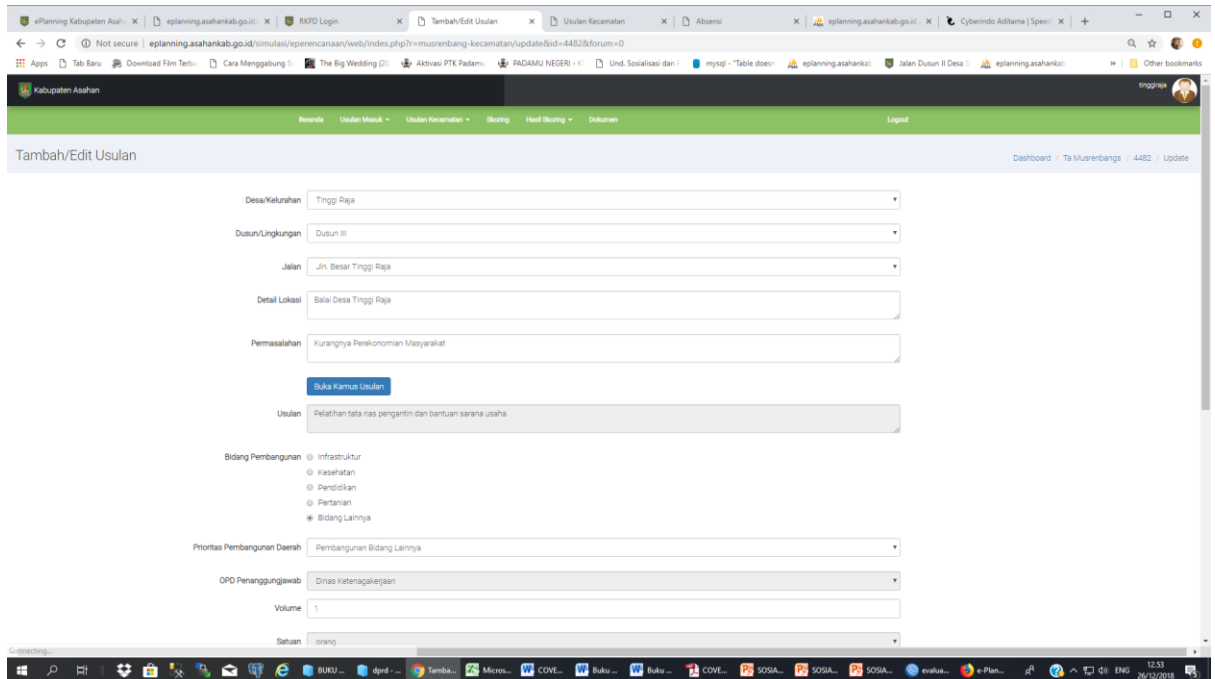 ePlanning Kabupaten Asah
eplanning.asahankab.go.id/
RKPD Login
Tambah/Edit Usulan
Usulan Kecamatan
Absensi
eplanning.asahankab.go.id
Cyberindo Aditama | Speed
Not secure | eplanning.asahankab.go.id/simulasi/eperencanaan/web/index.php?r=musrenbang-kecamatan/update&id=4482&forum=0
Apps
Tab Baru
Download Film Terba
Cara Menggabung S
The Big Wedding (20
Aktivasi PTK Padamu
PADAMU NEGERI - K
Und. Sosialisasi dan
mysql - "Table doesn
eplanning.asahankab
Jalan Dusun II Desa S
eplanning.asahankab
»
Other bookmarks
Kabupaten Asahan
tinggiraja
Beranda
Usulan Masuk
Usulan Kecamatan
Skoring
Hasil Skoring
Dokumen
Logout
Tambah/Edit Usulan
Dashboard / Ta Musrenbangs / 4482 / Update
Desa/Kelurahan
Tinggi Raja
Dusun/Lingkungan
Dusun III
Jalan
Jln. Besar Tinggi Raja
Detail Lokasi
Balai Desa Tinggi Raja
Permasalahan
Kurangnya Perekonomian Masyarakat
Buka Kamus Usulan
Usulan
Pelatihan tata rias pengantin dan bantuan sarana usaha
Bidang Pembangunan
Infrastruktur
Kesehatan
Pendidikan
Pertanian
Bidang Lainnya
Prioritas Pembangunan Daerah
Pembangunan Bidang Lainnya
OPD Penanggungjawab
Dinas Ketenagakerjaan
Volume
1
Satuan
orang
Connecting...
BUKU ...
dprd - ...
Tamba...
Micros...
COVE...
Buku ...
Buku ...
COVE...
SOSIA...
SOSIA...
SOSIA...
evalua...
e-Plan...
ENG
12.53
26/12/2018